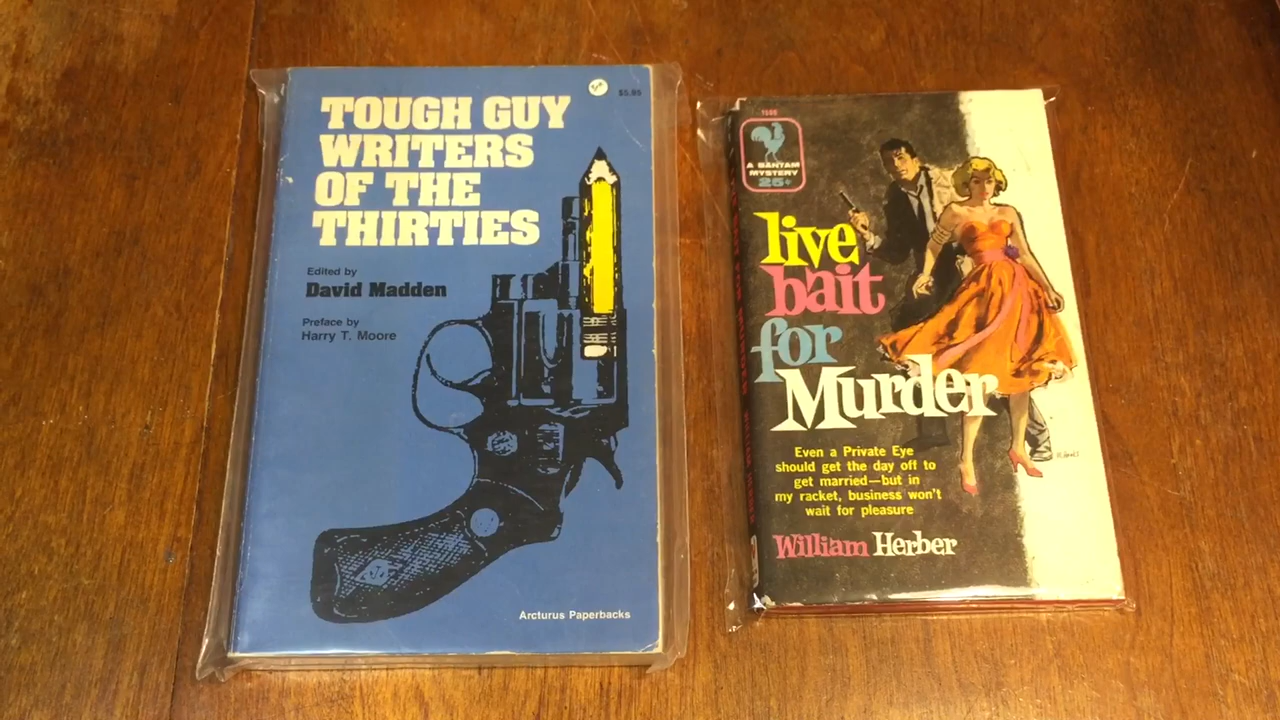 $5.95
TOUGH GUY
WRITERS
OF THE
THIRTIES
Edited by
David Madden
Preface by
Harry T. Moore
Arcturus Paperbacks
A BANTAM
MYSTERY
25¢
live
bait
for
Murder
Even a Private Eye
should get the day off to
get married—but in
my racket, business won't
wait for pleasure
William Herber